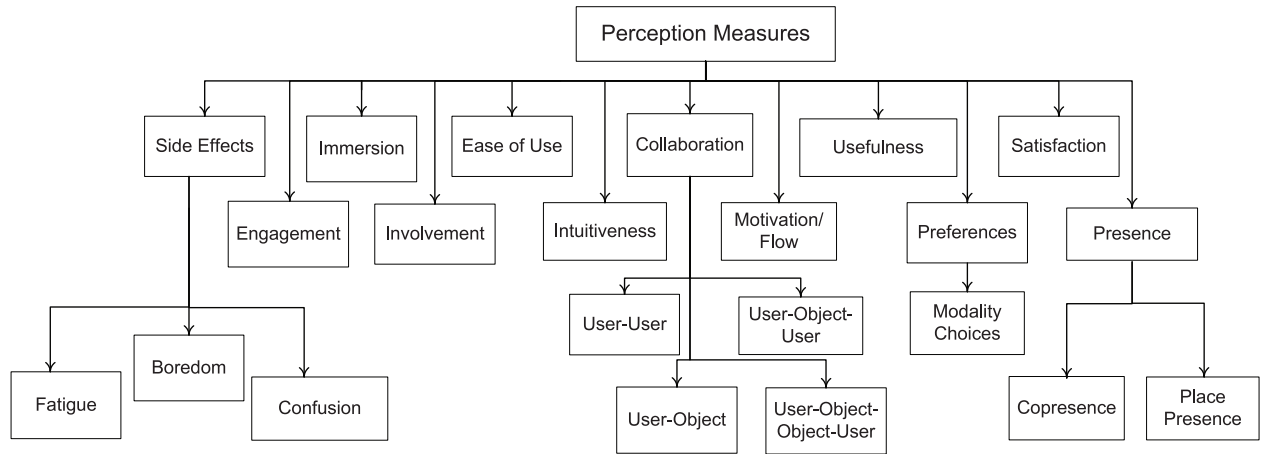 Perception Measures
Side Effects
Immersion
Ease of Use
Collaboration
Usefulness
Satisfaction
Engagement
Involvement
Intuitiveness
Motivation/
Flow
Preferences
Presence
User-User
User-Object-
User
Modality
Choices
Fatigue
Boredom
Confusion
User-Object
User-Object-
Object-User
Copresence
Place
Presence